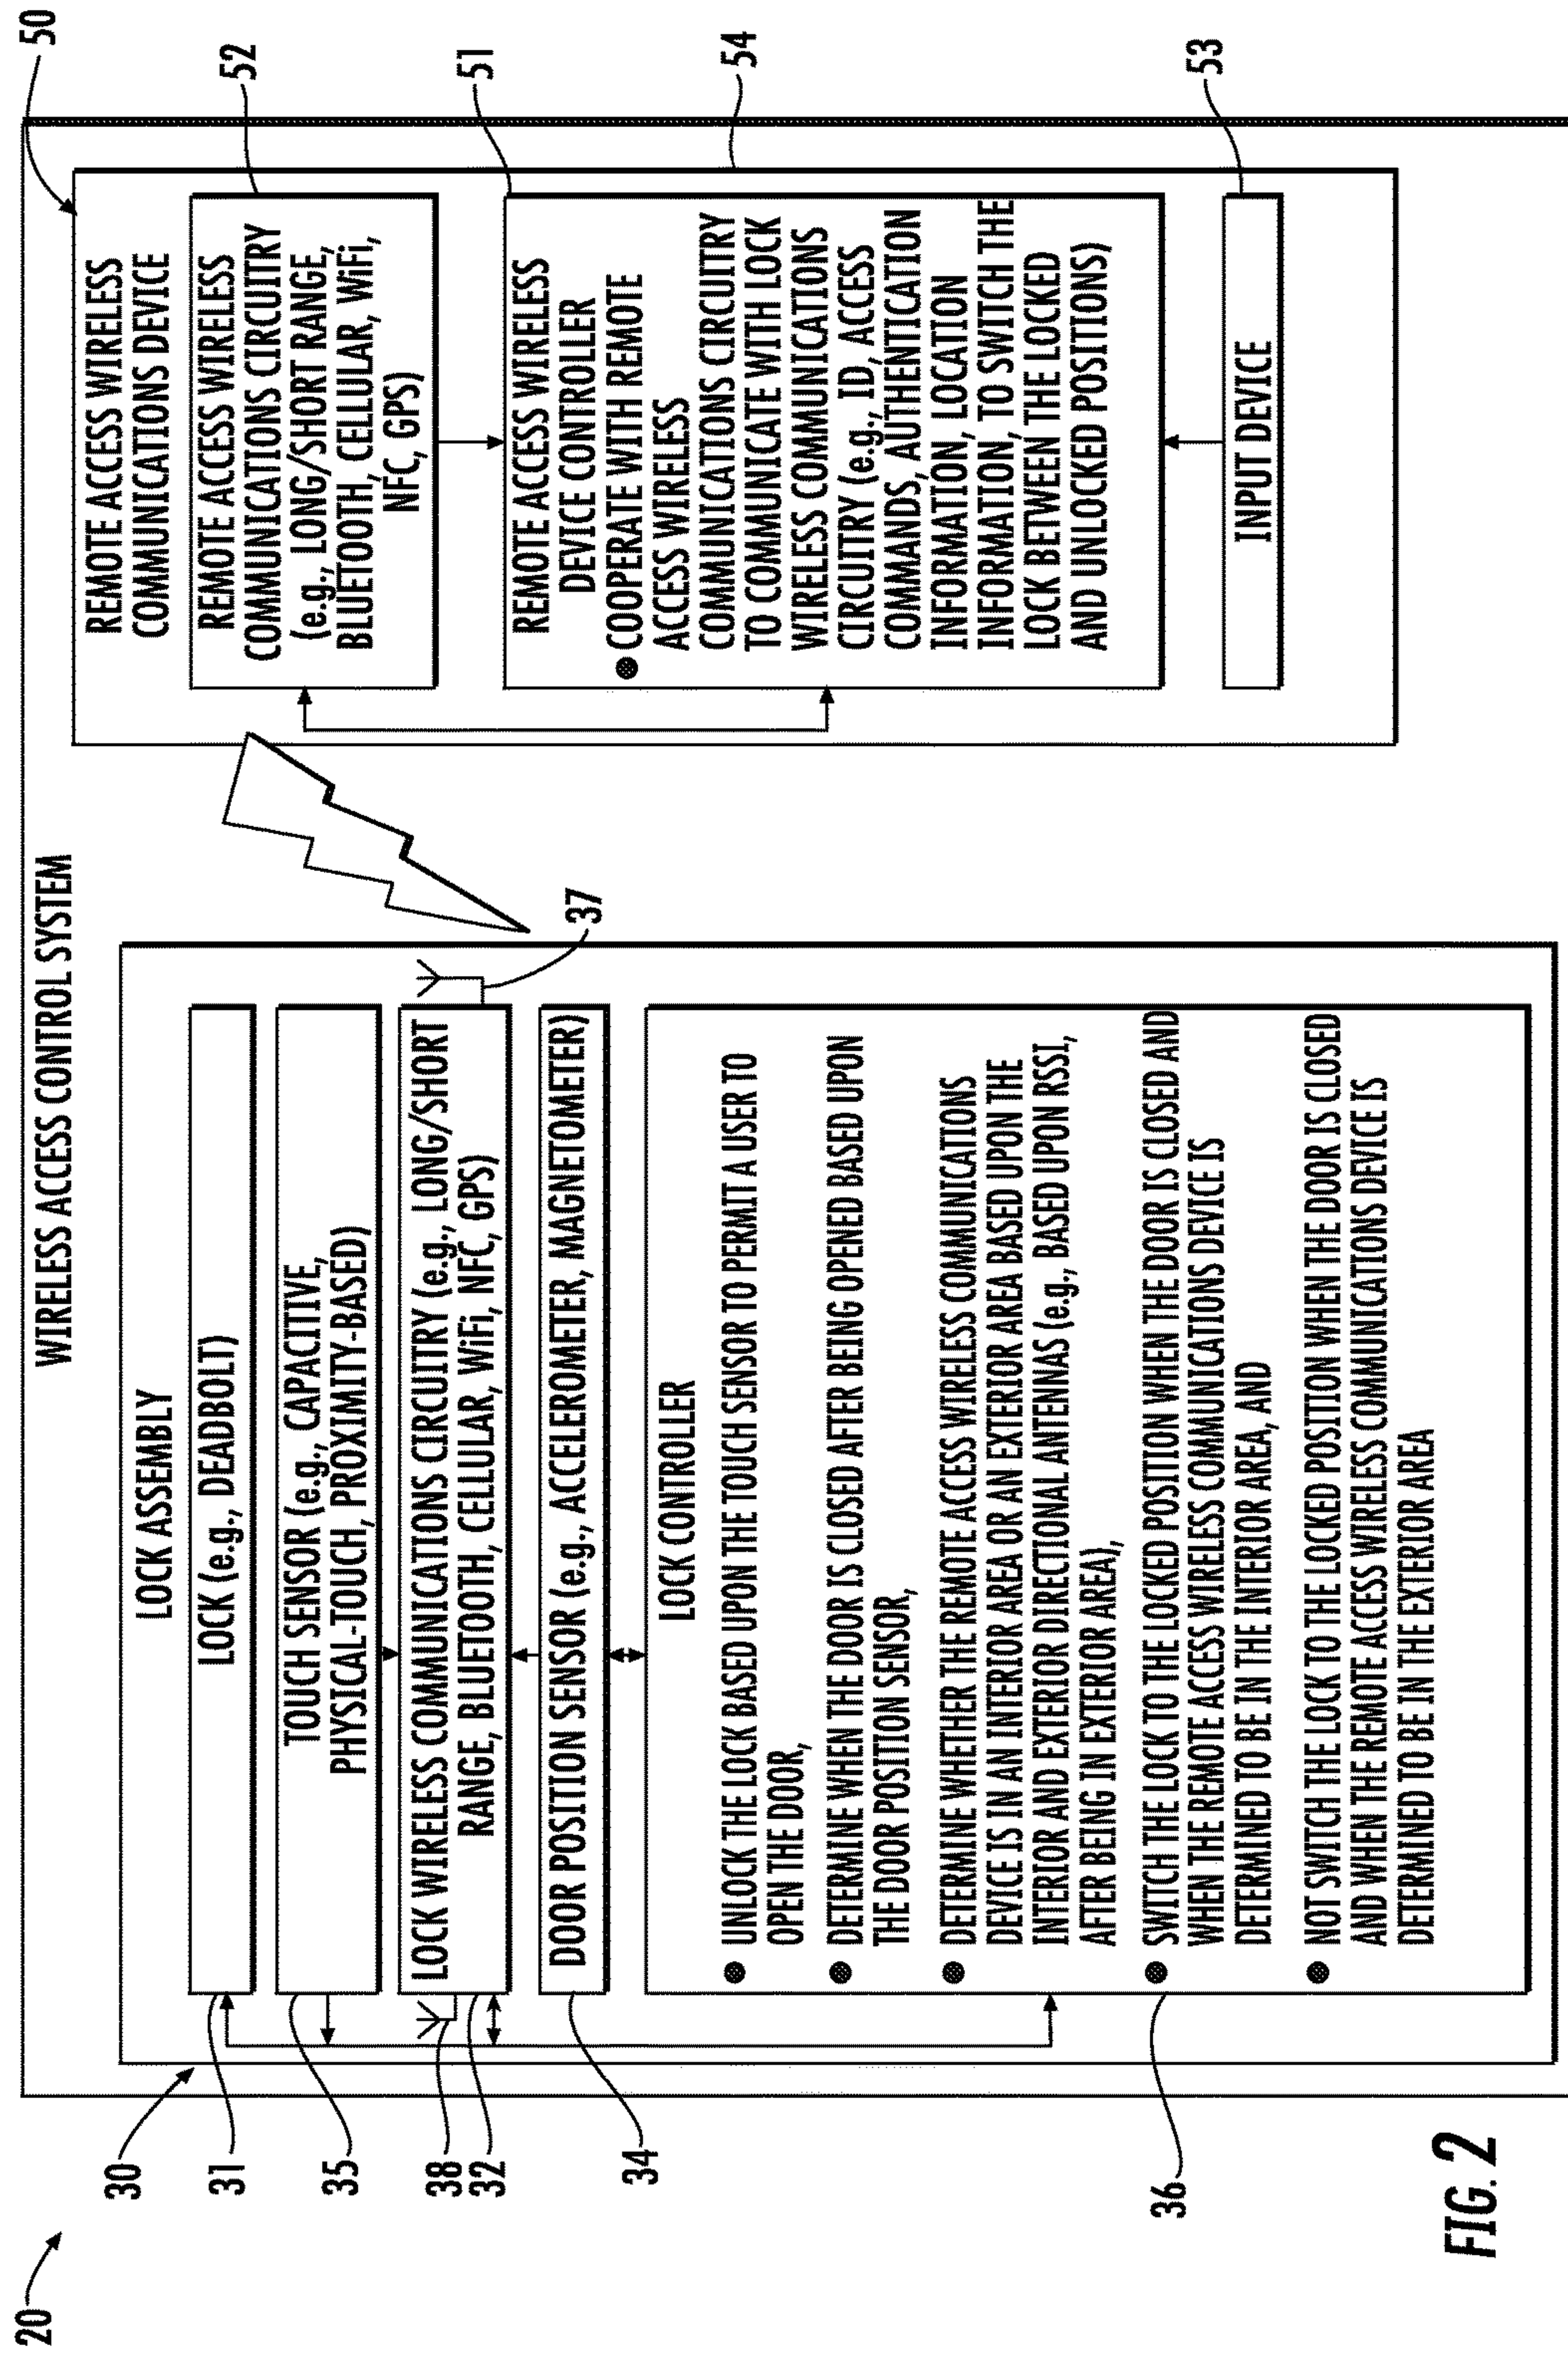 20
WIRELESS ACCESS CONTROL SYSTEM
30
LOCK ASSEMBLY
31
LOCK (e.g., DEADBOLT)
35
TOUCH SENSOR (e.g., CAPACITIVE,
PHYSICAL-TOUCH, PROXIMITY-BASED)
38
32
LOCK WIRELESS COMMUNICATIONS CIRCUITRY (e.g., LONG/SHORT
RANGE, BLUETOOTH, CELLULAR, WiFi, NFC, GPS)
37
34
DOOR POSITION SENSOR (e.g., ACCELEROMETER, MAGNETOMETER)
36
LOCK CONTROLLER
● UNLOCK THE LOCK BASED UPON THE TOUCH SENSOR TO PERMIT A USER TO
OPEN THE DOOR,
● DETERMINE WHEN THE DOOR IS CLOSED AFTER BEING OPENED BASED UPON
THE DOOR POSITION SENSOR,
● DETERMINE WHETHER THE REMOTE ACCESS WIRELESS COMMUNICATIONS
DEVICE IS IN AN INTERIOR AREA OR AN EXTERIOR AREA BASED UPON THE
INTERIOR AND EXTERIOR DIRECTIONAL ANTENNAS (e.g., BASED UPON RSSI,
AFTER BEING IN EXTERIOR AREA),
● SWITCH THE LOCK TO THE LOCKED POSITION WHEN THE DOOR IS CLOSED AND
WHEN THE REMOTE ACCESS WIRELESS COMMUNICATIONS DEVICE IS
DETERMINED TO BE IN THE INTERIOR AREA, AND
● NOT SWITCH THE LOCK TO THE LOCKED POSITION WHEN THE DOOR IS CLOSED
AND WHEN THE REMOTE ACCESS WIRELESS COMMUNICATIONS DEVICE IS
DETERMINED TO BE IN THE EXTERIOR AREA
50
REMOTE ACCESS WIRELESS
COMMUNICATIONS DEVICE
52
REMOTE ACCESS WIRELESS
COMMUNICATIONS CIRCUITRY
(e.g., LONG/SHORT RANGE,
BLUETOOTH, CELLULAR, WiFi,
NFC, GPS)
51
REMOTE ACCESS WIRELESS
DEVICE CONTROLLER
● COOPERATE WITH REMOTE
ACCESS WIRELESS
COMMUNICATIONS CIRCUITRY
TO COMMUNICATE WITH LOCK
WIRELESS COMMUNICATIONS
CIRCUITRY (e.g., ID, ACCESS
COMMANDS, AUTHENTICATION
INFORMATION, LOCATION
INFORMATION, TO SWITCH THE
LOCK BETWEEN THE LOCKED
AND UNLOCKED POSITIONS)
54
53
INPUT DEVICE
FIG. 2